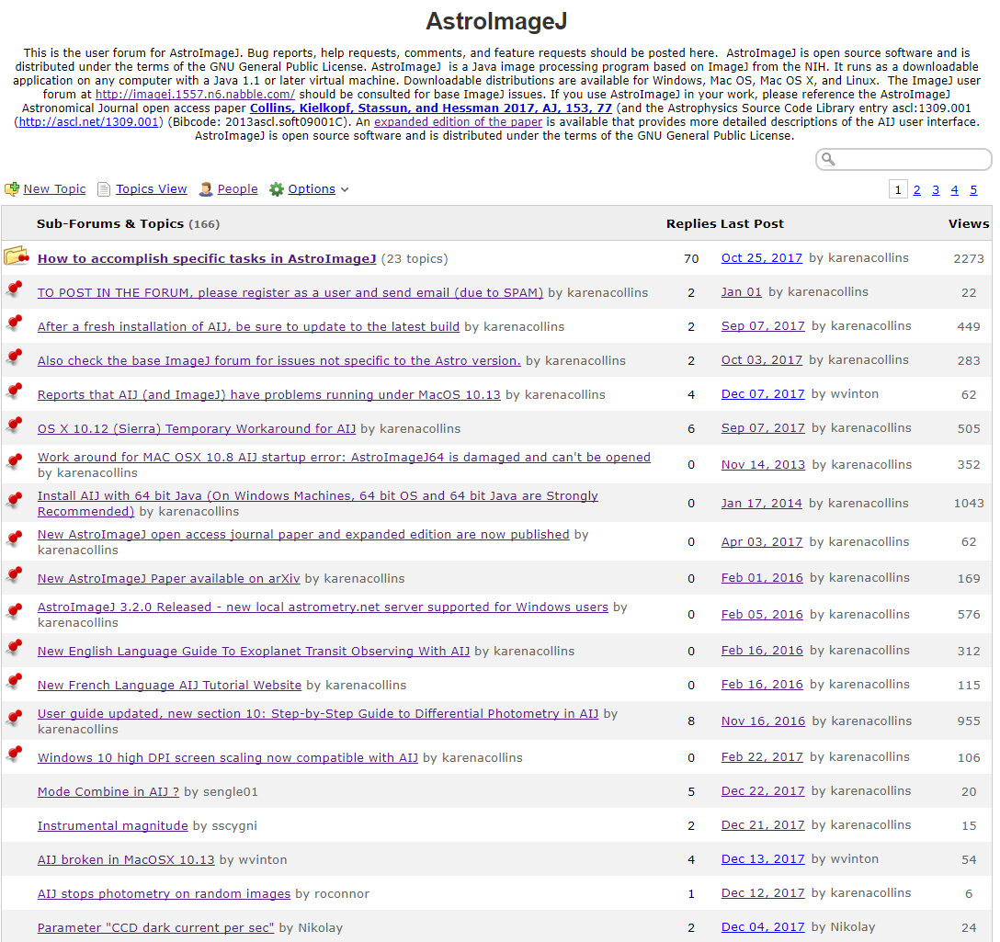 AstroImageJ
This is the user forum for AstroImageJ. Bug reports, help requests, comments, and feature requests should be posted here.  AstroImageJ is open source software and is
distributed under the terms of the GNU General Public License. AstroImageJ  is a Java image processing program based on ImageJ from the NIH. It runs as a downloadable
application on any computer with a Java 1.1 or later virtual machine. Downloadable distributions are available for Windows, Mac OS, Mac OS X, and Linux.  The ImageJ user
forum at http://imagej.1557.n6.nabble.com/ should be consulted for base ImageJ issues. If you use AstroImageJ in your work, please reference the AstroImageJ
Astronomical Journal open access paper Collins, Kielkopf, Stassun, and Hessman 2017, AJ, 153, 77 (and the Astrophysics Source Code Library entry ascl:1309.001
(http://ascl.net/1309.001) (Bibcode: 2013ascl.soft09001C). An expanded edition of the paper is available that provides more detailed descriptions of the AIJ user interface.
AstroImageJ is open source software and is distributed under the terms of the GNU General Public License.
New Topic Topics View People Options 1 2 3 4 5
Sub-Forums & Topics (166) Replies Last Post Views
How to accomplish specific tasks in AstroImageJ (23 topics) 70 Oct 25, 2017 by karenacollins 2273
TO POST IN THE FORUM, please register as a user and send email (due to SPAM) by karenacollins 2 Jan 01 by karenacollins 22
After a fresh installation of AIJ, be sure to update to the latest build by karenacollins 2 Sep 07, 2017 by karenacollins 449
Also check the base ImageJ forum for issues not specific to the Astro version. by karenacollins 2 Oct 03, 2017 by karenacollins 283
Reports that AIJ (and ImageJ) have problems running under MacOS 10.13 by karenacollins 4 Dec 07, 2017 by wvinton 62
OS X 10.12 (Sierra) Temporary Workaround for AIJ by karenacollins 6 Sep 07, 2017 by karenacollins 505
Work around for MAC OSX 10.8 AIJ startup error: AstroImageJ64 is damaged and can't be opened
by karenacollins 0 Nov 14, 2013 by karenacollins 352
Install AIJ with 64 bit Java (On Windows Machines, 64 bit OS and 64 bit Java are Strongly
Recommended) by karenacollins 0 Jan 17, 2014 by karenacollins 1043
New AstroImageJ open access journal paper and expanded edition are now published by
karenacollins 0 Apr 03, 2017 by karenacollins 62
New AstroImageJ Paper available on arXiv by karenacollins 0 Feb 01, 2016 by karenacollins 169
AstroImageJ 3.2.0 Released - new local astrometry.net server supported for Windows users by
karenacollins 0 Feb 05, 2016 by karenacollins 576
New English Language Guide To Exoplanet Transit Observing With AIJ by karenacollins 0 Feb 16, 2016 by karenacollins 312
New French Language AIJ Tutorial Website by karenacollins 0 Feb 16, 2016 by karenacollins 115
User guide updated, new section 10: Step-by-Step Guide to Differential Photometry in AIJ by
karenacollins 8 Nov 16, 2016 by karenacollins 955
Windows 10 high DPI screen scaling now compatible with AIJ by karenacollins 0 Feb 22, 2017 by karenacollins 106
Mode Combine in AIJ ? by sengle01 5 Dec 22, 2017 by karenacollins 20
Instrumental magnitude by sscygni 2 Dec 21, 2017 by karenacollins 15
AIJ broken in MacOSX 10.13 by wvinton 4 Dec 13, 2017 by wvinton 54
AIJ stops photometry on random images by roconnor 1 Dec 12, 2017 by karenacollins 6
Parameter "CCD dark current per sec" by Nikolay 2 Dec 04, 2017 by Nikolay 24